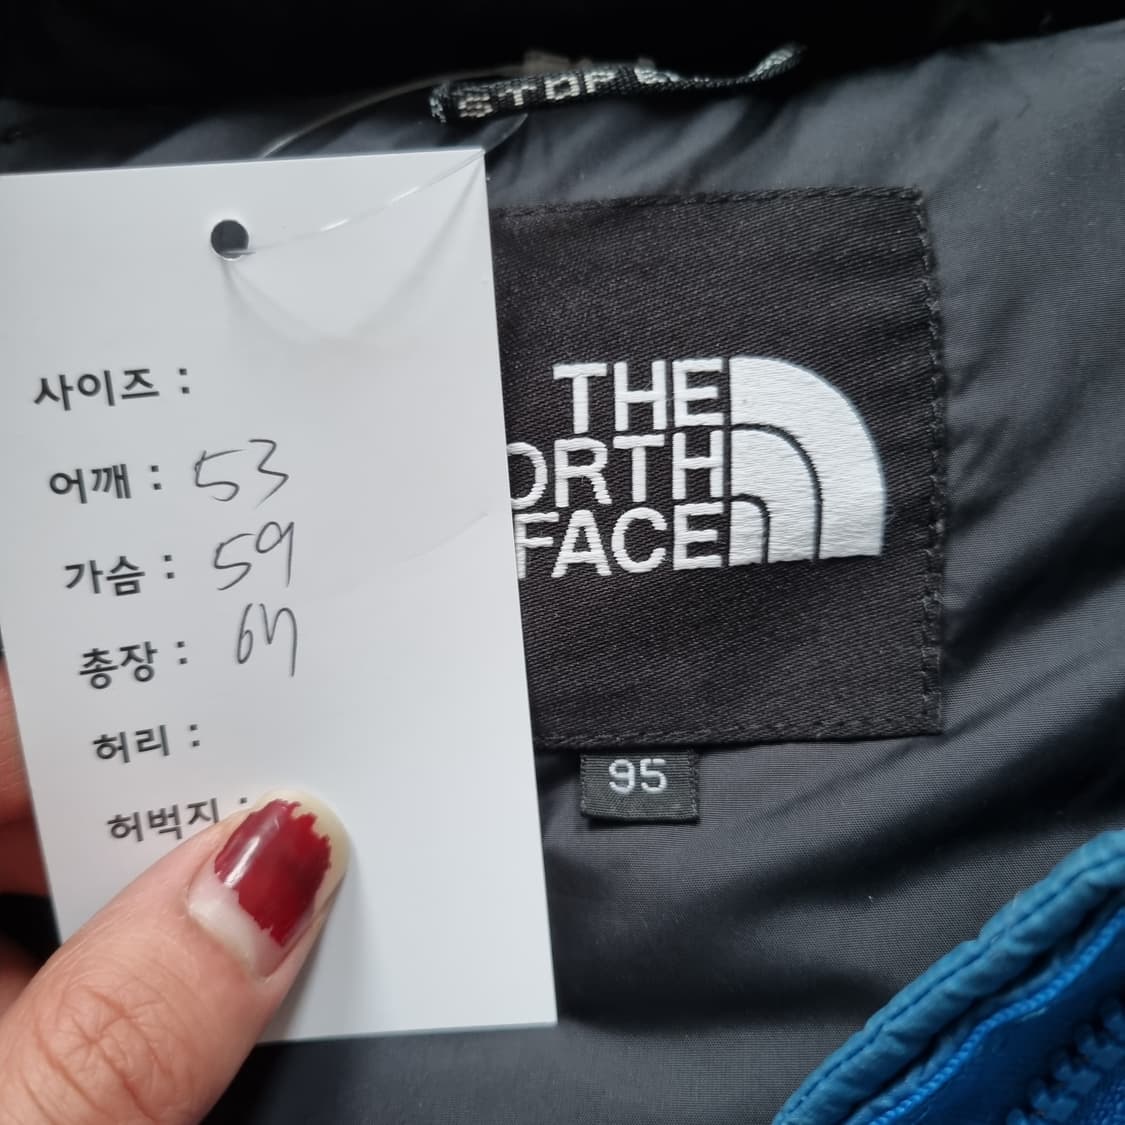 STOP
사이즈 :
어깨 : 53
가슴 : 59
총장 : 67
허리 :
허벅지 :
THE
ORTH
FACE
95